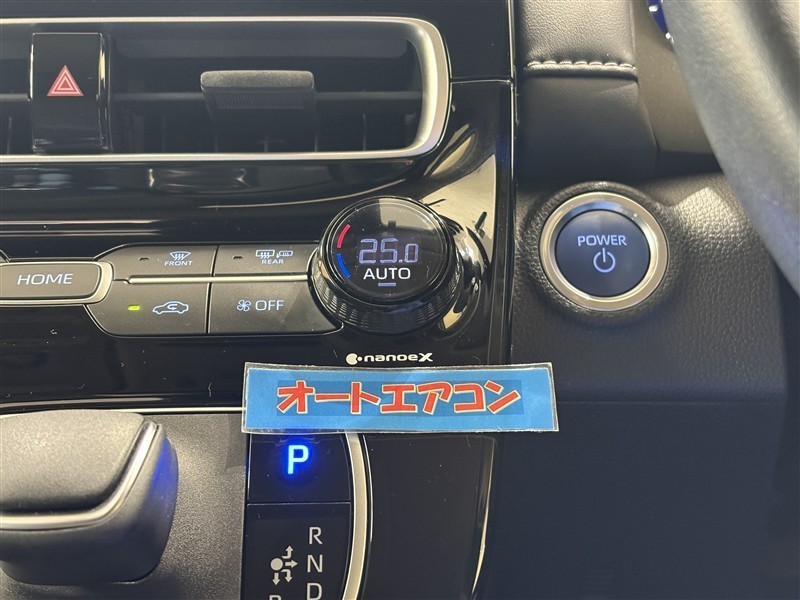 FRONT
REAR
HOME
OFF
25.0
AUTO
POWER
nanoeX
オートエアコン
P
R
N
D